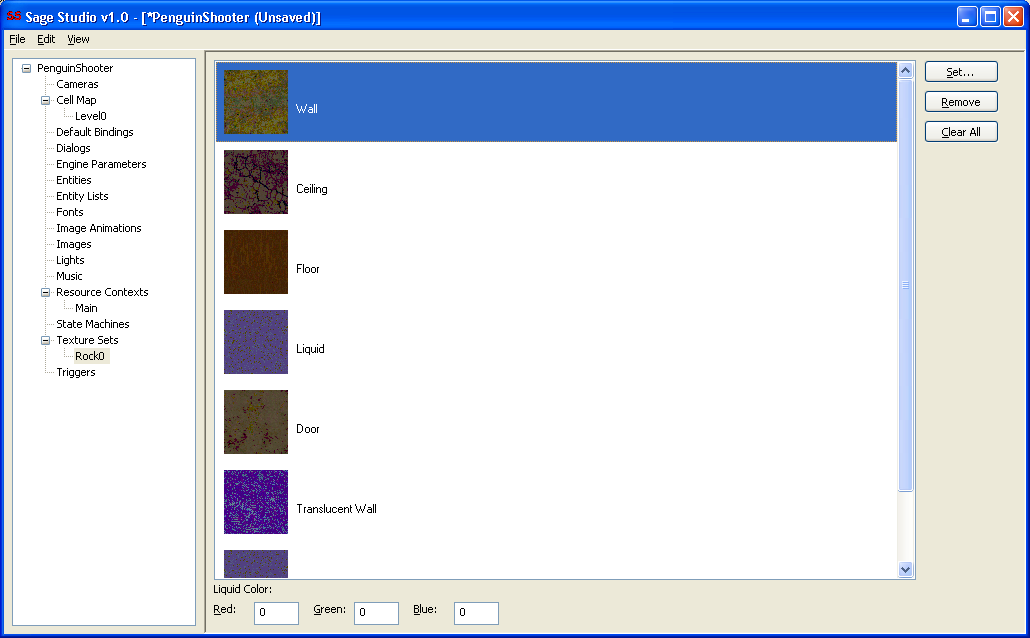 SS Sage Studio v1.0 - [*PenguinShooter (Unsaved)]
File Edit View
PenguinShooter
Cameras
Cell Map
Level0
Default Bindings
Dialogs
Engine Parameters
Entities
Entity Lists
Fonts
Image Animations
Images
Lights
Music
Resource Contexts
Main
State Machines
Texture Sets
Rock0
Triggers
Wall
Ceiling
Floor
Liquid
Door
Translucent Wall
Set...
Remove
Clear All
Liquid Color:
Red: 0 Green: 0 Blue: 0